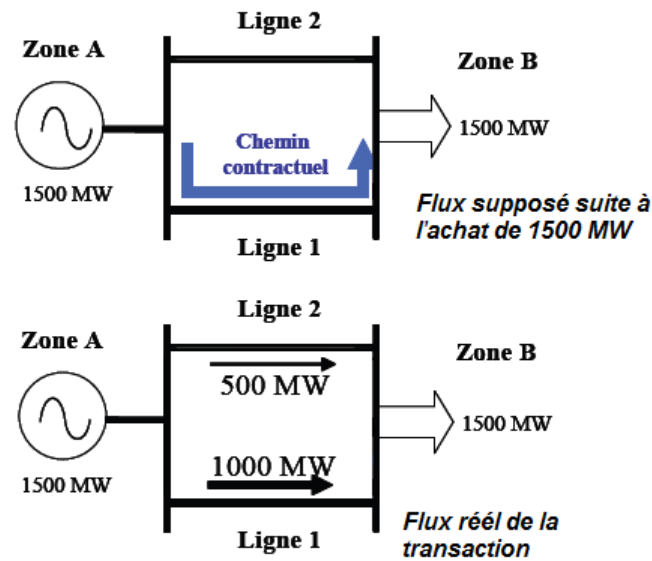 Ligne 2
Zone A
Zone B
Chemin
contractuel
1500 MW
1500 MW
Flux supposé suite à
l'achat de 1500 MW
Ligne 1
Ligne 2
Zone A
Zone B
500 MW
1500 MW
1000 MW
1500 MW
Flux réél de la
transaction
Ligne 1